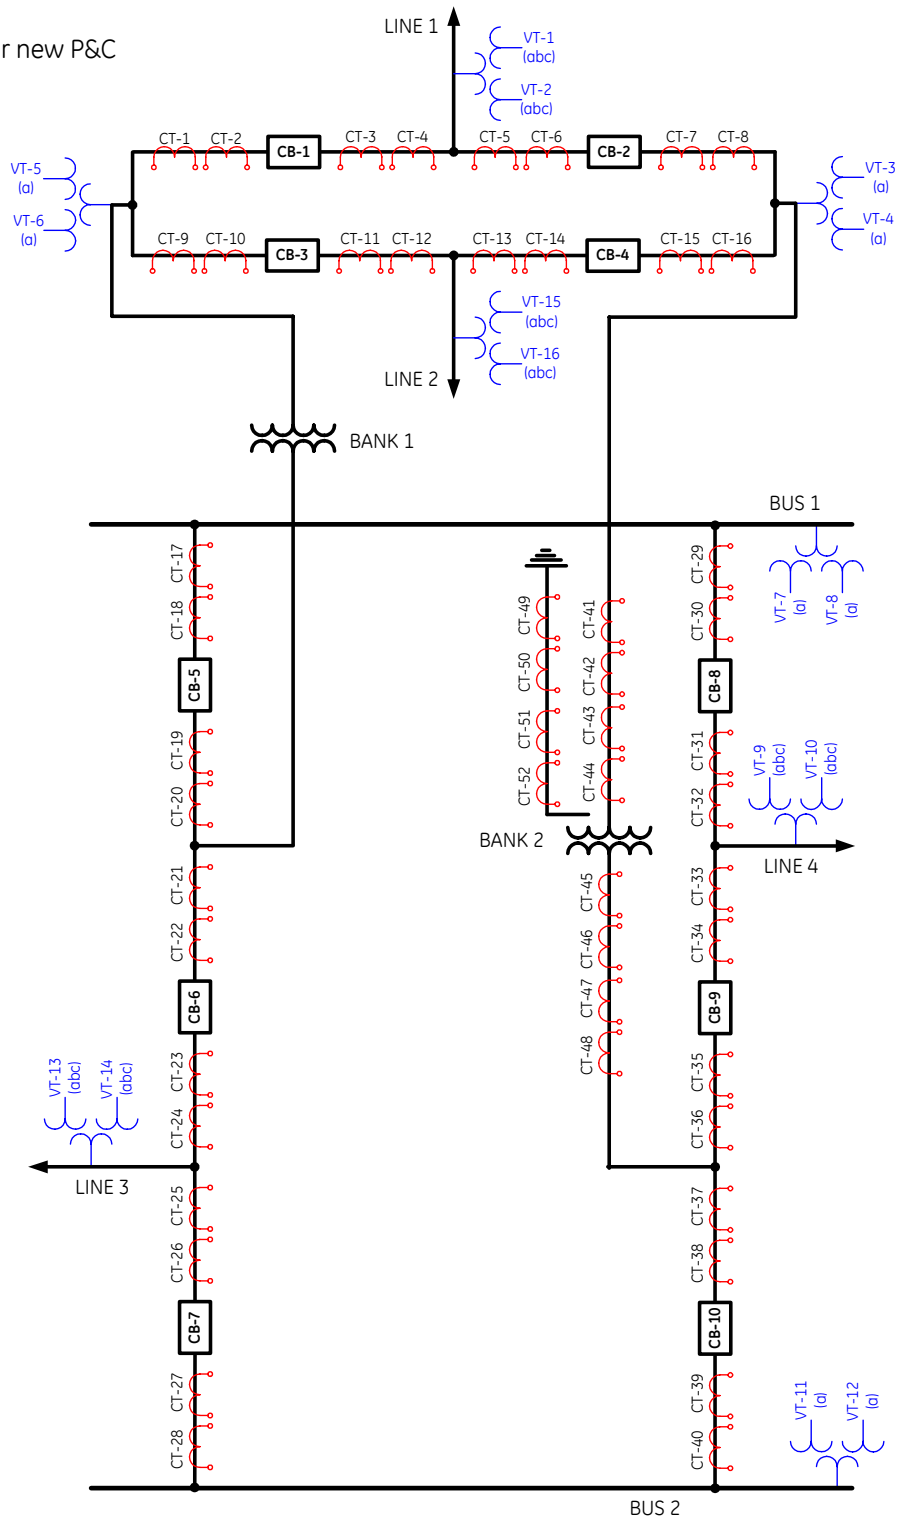 r new P&C
LINE 1
VT-1
(abc)
VT-2
(abc)
CT-1
CT-2
CB-1
CT-3
CT-4
CT-5
CT-6
CB-2
CT-7
CT-8
VT-5
(a)
VT-6
(a)
VT-3
(a)
VT-4
(a)
CT-9
CT-10
CB-3
CT-11
CT-12
CT-13
CT-14
CB-4
CT-15
CT-16
VT-15
(abc)
VT-16
(abc)
LINE 2
BANK 1
BUS 1
CT-17
CT-18
CB-5
CT-19
CT-20
CT-21
CT-22
CB-6
CT-23
CT-24
VT-13
(abc)
VT-14
(abc)
LINE 3
CT-25
CT-26
CB-7
CT-27
CT-28
CT-49
CT-50
CT-51
CT-52
CT-41
CT-42
CT-43
CT-44
BANK 2
CT-45
CT-46
CT-47
CT-48
VT-7
(a)
VT-8
(a)
CT-29
CT-30
CB-8
CT-31
CT-32
VT-9
(abc)
VT-10
(abc)
LINE 4
CT-33
CT-34
CB-9
CT-35
CT-36
CT-37
CT-38
CB-10
CT-39
CT-40
VT-11
(a)
VT-12
(a)
BUS 2